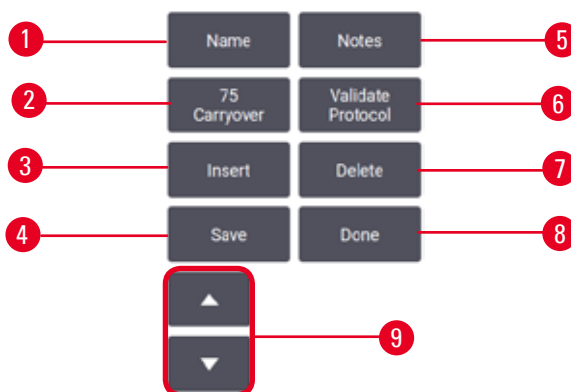 1 Name Notes 5
2 75 Carryover Validate Protocol 6
3 Insert Delete 7
4 Save Done 8
9